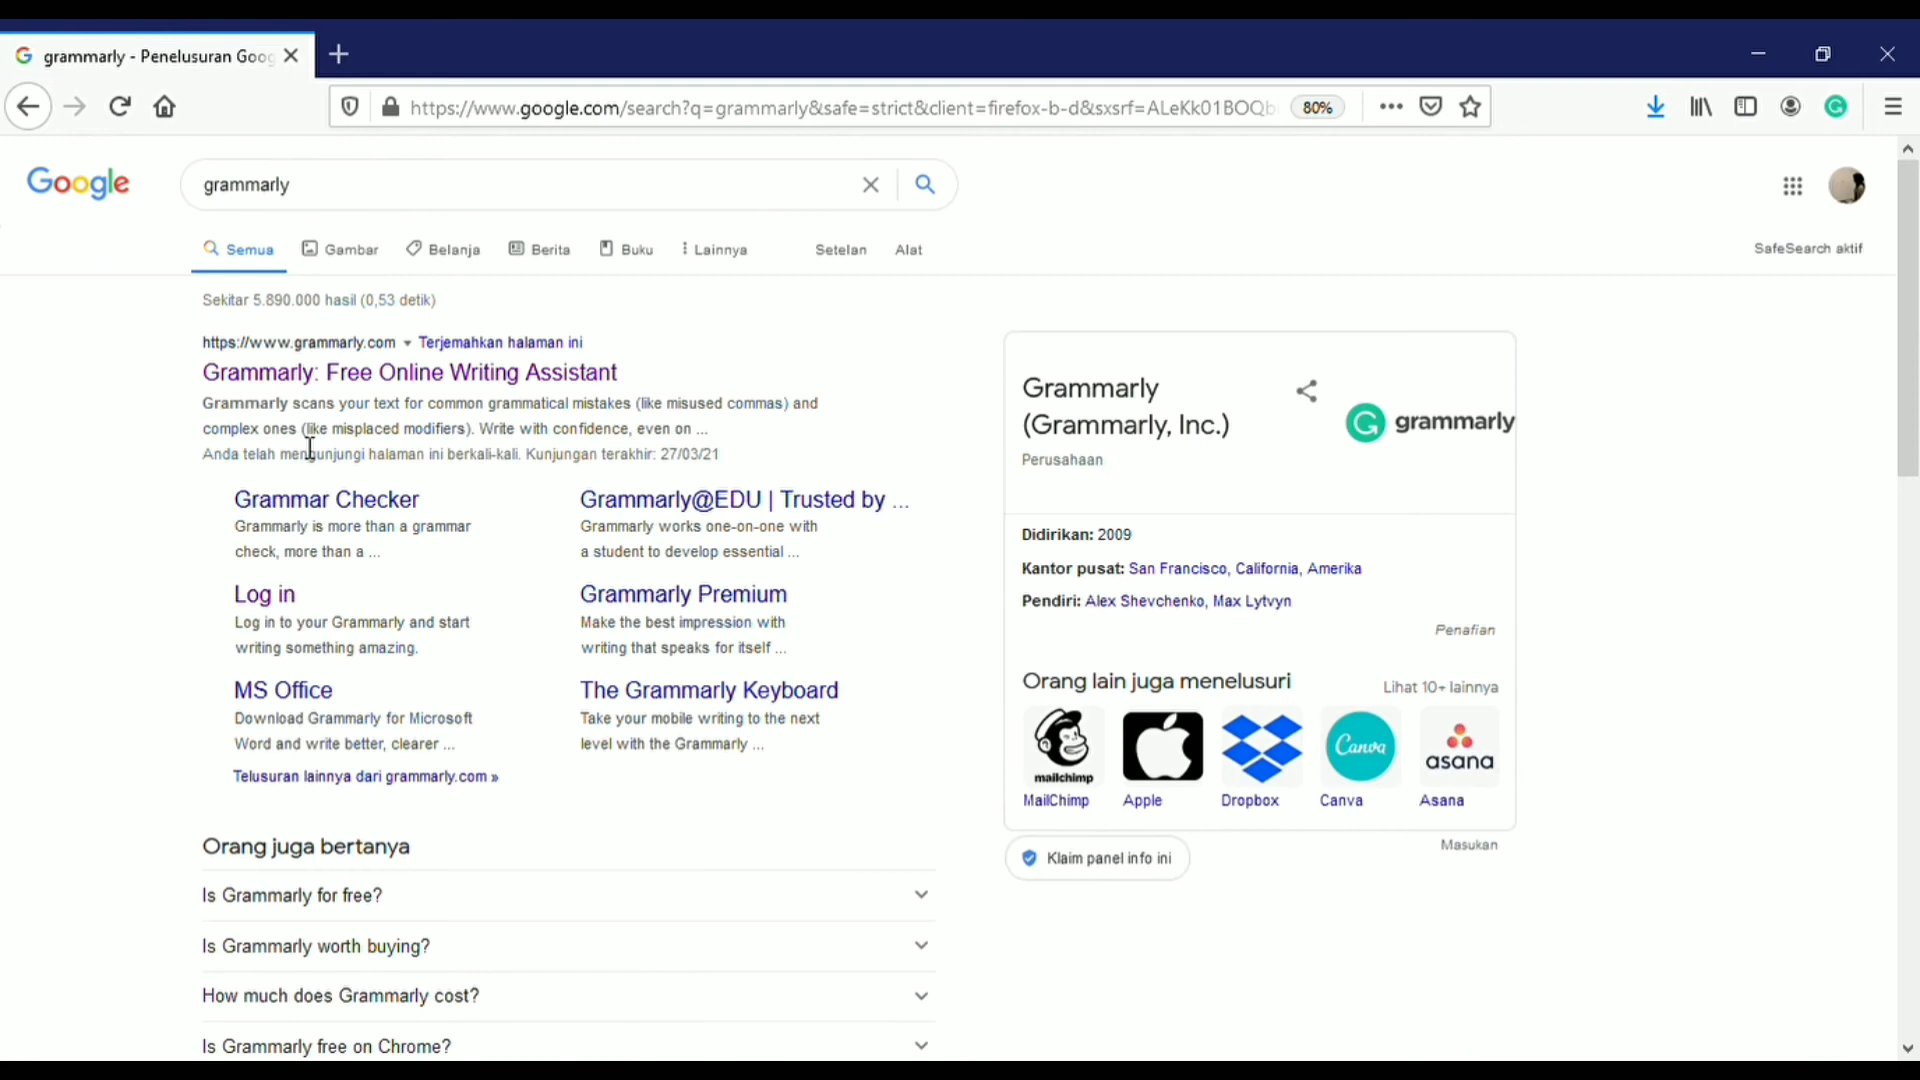 grammarly - Penelusuran Goog
https://www.google.com/search?q=grammarly&safe=strict&client=firefox-b-d&sxsrf=ALeKk01BOQb
80%
Google
grammarly
Semua Gambar Belanja Berita Buku Lainnya Setelan Alat
SafeSearch aktif
Sekitar 5.890.000 hasil (0,53 detik)
https://www.grammarly.com Terjemahkan halaman ini
Grammarly: Free Online Writing Assistant
Grammarly scans your text for common grammatical mistakes (like misused commas) and
complex ones (like misplaced modifiers). Write with confidence, even on ...
Anda telah mengunjungi halaman ini berkali-kali. Kunjungan terakhir: 27/03/21
Grammar Checker
Grammarly is more than a grammar
check, more than a ...
Grammarly@EDU | Trusted by ...
Grammarly works one-on-one with
a student to develop essential ...
Log in
Log in to your Grammarly and start
writing something amazing.
Grammarly Premium
Make the best impression with
writing that speaks for itself ...
MS Office
Download Grammarly for Microsoft
Word and write better, clearer ...
The Grammarly Keyboard
Take your mobile writing to the next
level with the Grammarly ...
Telusuran lainnya dari grammarly.com »
Orang juga bertanya
Is Grammarly for free?
Is Grammarly worth buying?
How much does Grammarly cost?
Is Grammarly free on Chrome?
Grammarly
(Grammarly, Inc.)
Perusahaan
grammarly
Didirikan: 2009
Kantor pusat: San Francisco, California, Amerika
Pendiri: Alex Shevchenko, Max Lytvyn
Penafian
Orang lain juga menelusuri
Lihat 10+ lainnya
mailchimp
Canva
asana
MailChimp Apple Dropbox Canva Asana
Masukan
Klaim panel info ini